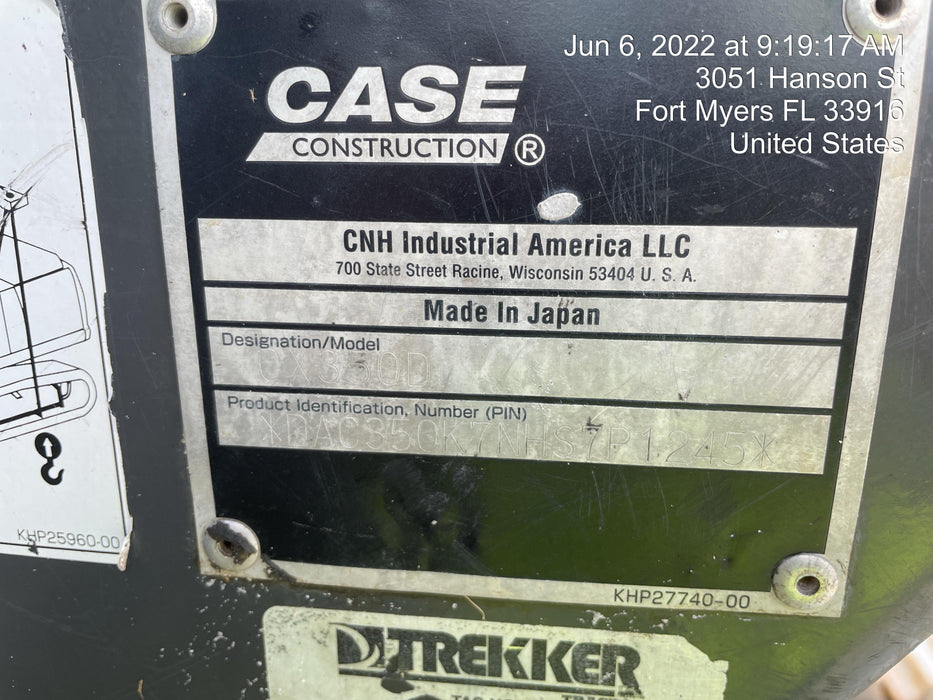 Jun 6, 2022 at 9:19:17 AM
3051 Hanson St
Fort Myers FL 33916
United States
CASE
CONSTRUCTION ®
CNH Industrial America LLC
700 State Street Racine, Wisconsin 53404 U. S. A.
Made In Japan
Designation/Model
CX350D
Product Identification, Number (PIN)
*DAC350K7NHS7P1245*
KHP25960-00
KHP27740-00
TREKKER